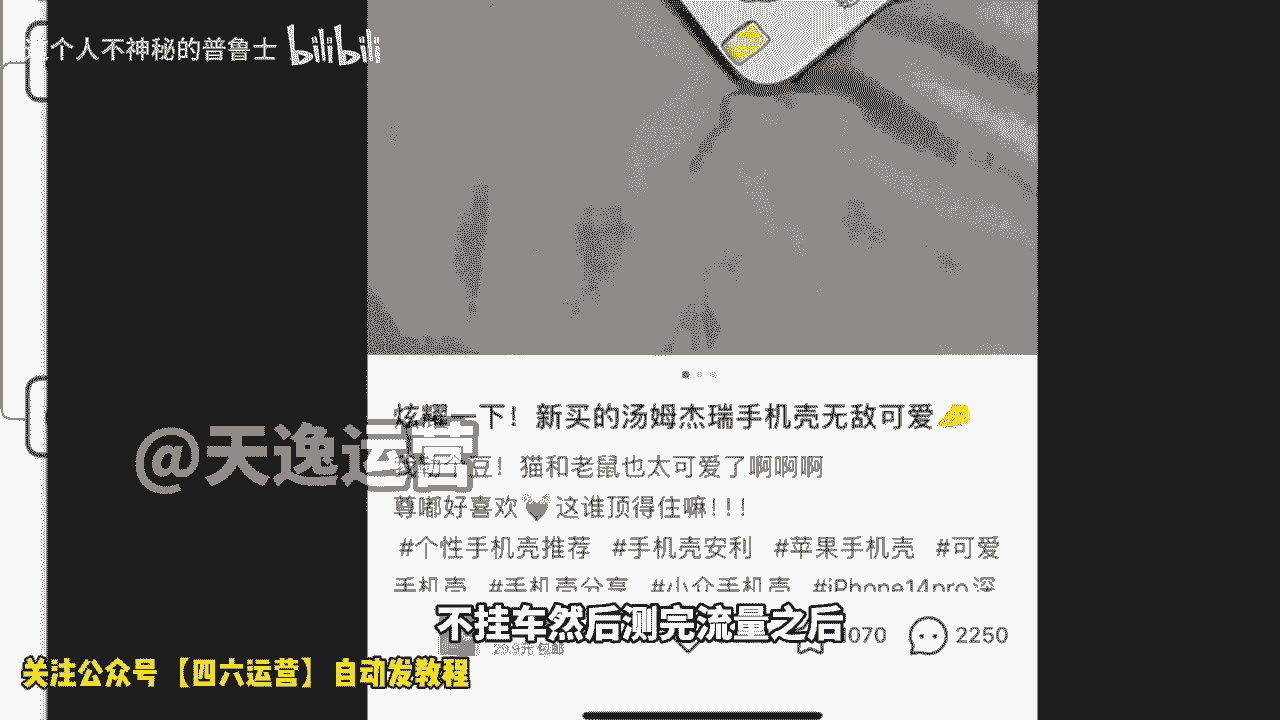 个人不神秘的普鲁士 bilibili
炫耀一下！新买的汤姆杰瑞手机壳无敌可爱
@天逸运营
豆！猫和老鼠也太可爱了啊啊啊
尊嘟好喜欢 这谁顶得住嘛!!!
#个性手机壳推荐 #手机壳安利 #苹果手机壳 #可爱
手机壳 #手机壳分享 #小众手机壳 #iPhone14pro深
不挂车然后测完流量之后
1070 2250
29.9元 包邮
关注公众号【四六运营】自动发教程